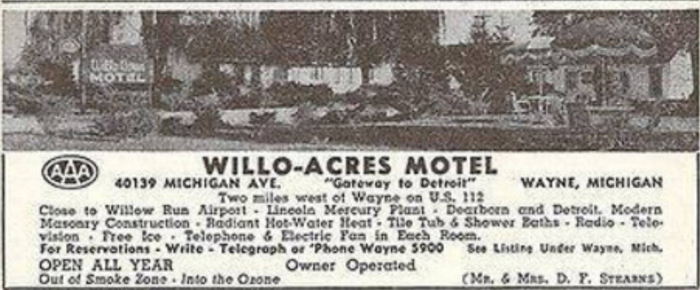 Willo-Acres
MOTEL
AAA
WILLO-ACRES MOTEL
40139 MICHIGAN AVE. "Gateway to Detroit" WAYNE, MICHIGAN
Two miles west of Wayne on U.S. 112
Close to Willow Run Airport - Lincoln Mercury Plant - Dearborn and Detroit. Modern
Masonry Construction - Radiant Hot-Water Heat - Tile Tub & Shower Baths - Radio - Tele-
vision - Free Ice - Telephone & Electric Fan in Each Room.
For Reservations - Write - Telegraph or 'Phone Wayne 5900 See Listing Under Wayne, Mich.
OPEN ALL YEAR Owner Operated
Out of Smoke Zone - Into the Ozone (MR. & MRS. D. F. STEARNS)